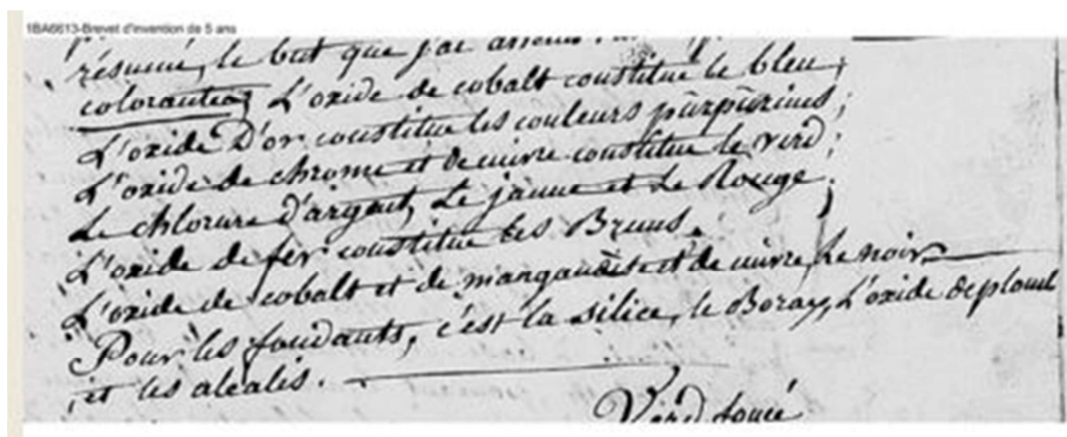 1BA6613-Brevet d'invention de 5 ans
résumé, le but que j'ai
colorantes, L'oxide de cobalt constitue le bleu ;
L'oxide D'or constitue les couleurs purpurines ;
L'oxide de chrome et de cuivre constitue le verd ;
Le chlorure d'argent, Le jaune et Le Rouge ;
L'oxide de fer constitue les Bruns.
L'oxide de cobalt et de manganèse et de cuivre, Le noir.
Pour les fondants, c'est la silice, le Borax, L'oxide de plomb
, et les alcalis.
Verd foncé